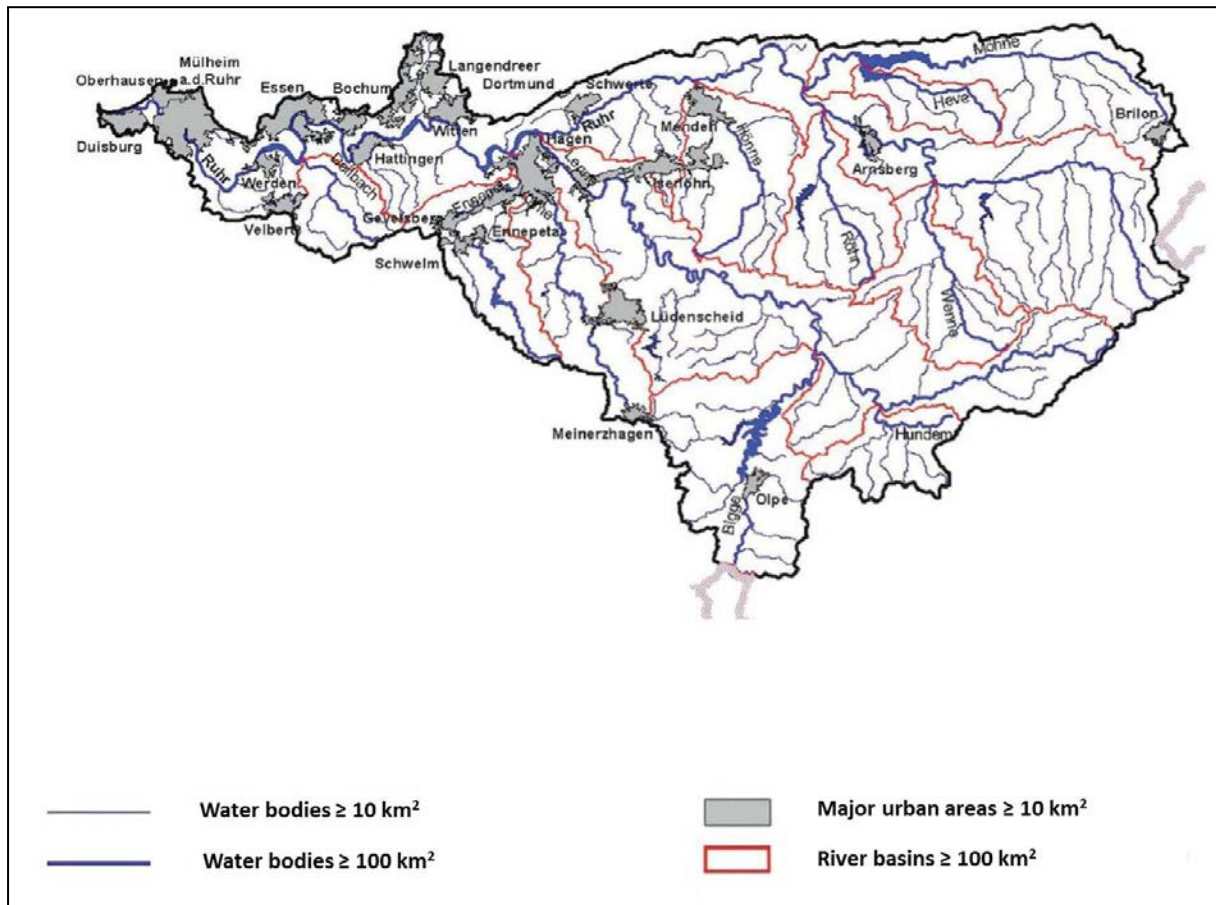 Mülheim
a.d.Ruhr
Oberhausen
Essen
Bochum
Langendreer
Dortmund
Schwerte
Möhne
Heve
Brilon
Duisburg
Ruhr
Werden
Velbert
Deilbach
Hattingen
Witten
Hagen
Ruhr
Lenne
Menden
Hönne
Iserlohn
Arnsberg
Gevelsberg
Ennepe
Ennepetal
Schwelm
Röhr
Wenne
Lüdenscheid
Meinerzhagen
Hundem
Olpe
Bigge
Water bodies ≥ 10 km²
Major urban areas ≥ 10 km²
Water bodies ≥ 100 km²
River basins ≥ 100 km²